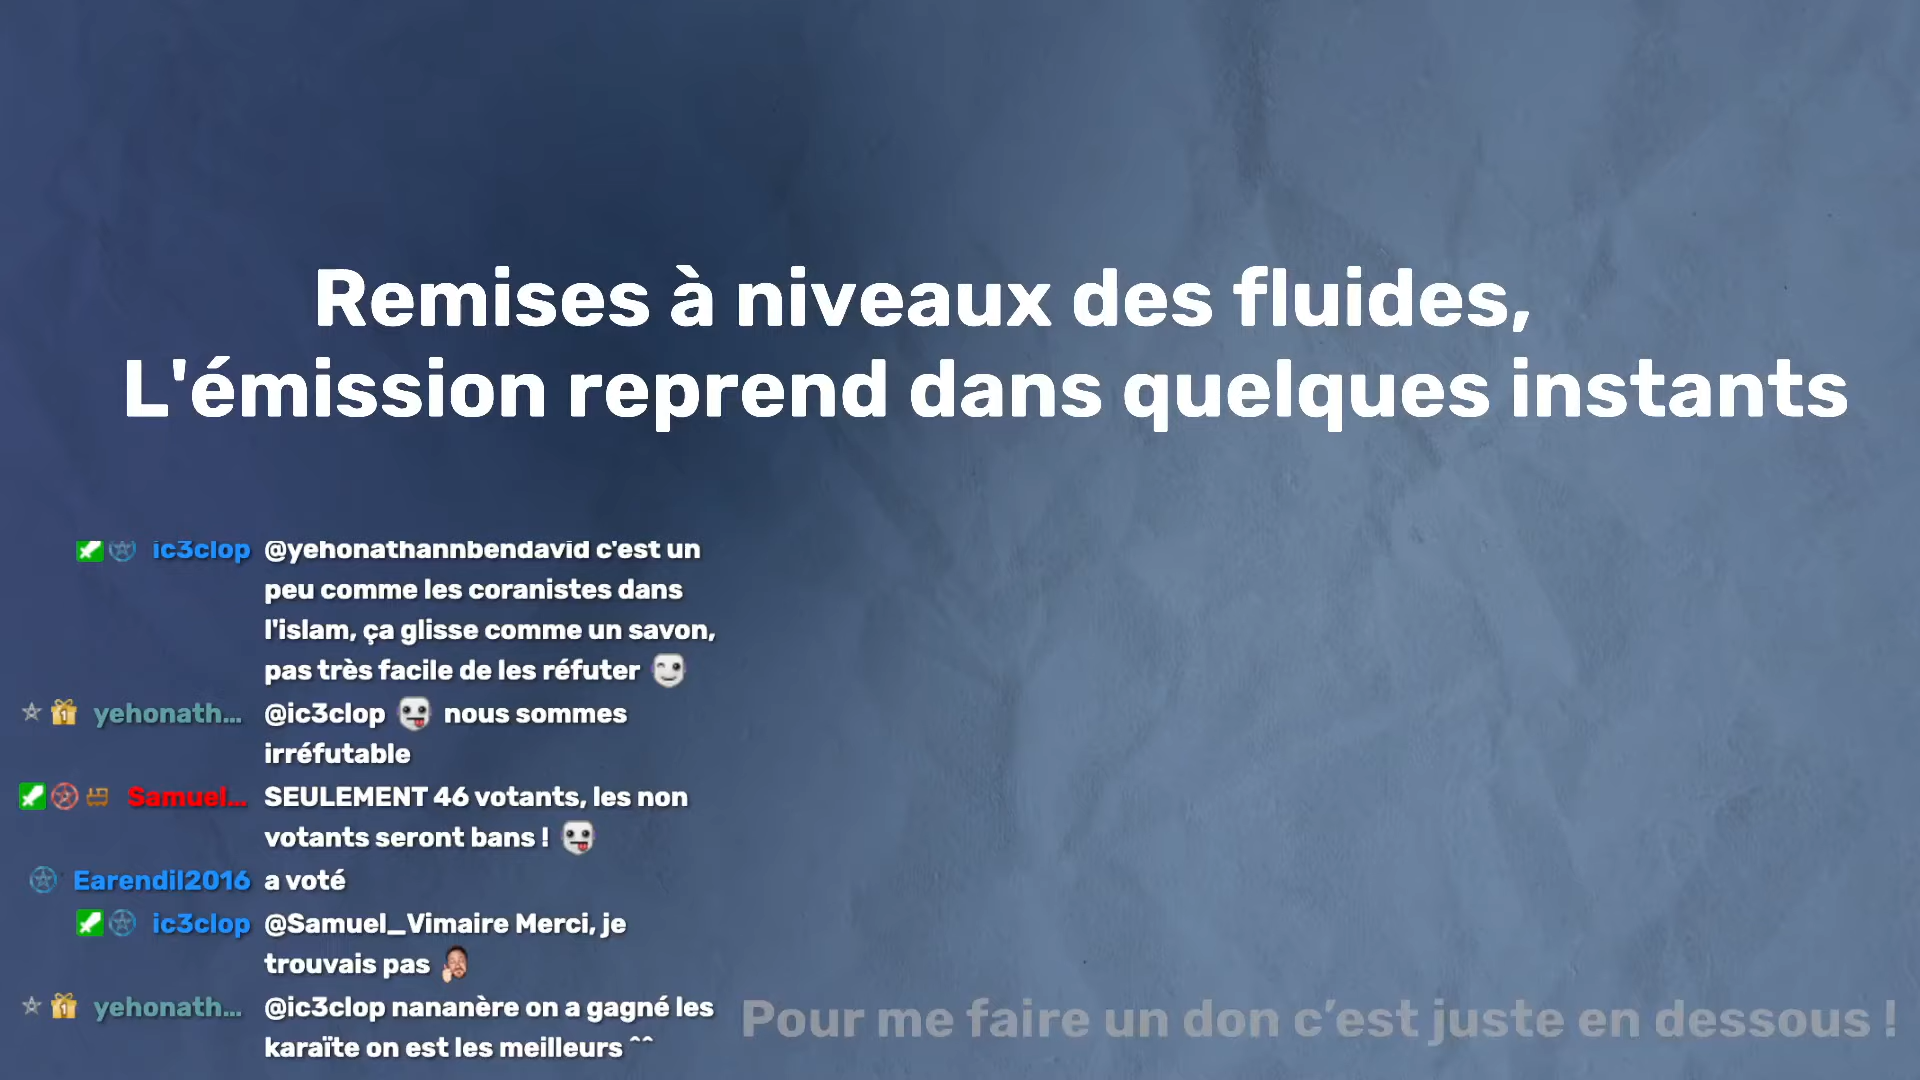 Remises à niveaux des fluides,
L'émission reprend dans quelques instants
ic3clop @yehonathannbendavid c'est un
peu comme les coranistes dans
l'islam, ça glisse comme un savon,
pas très facile de les réfuter
yehonath... @ic3clop nous sommes
irréfutable
Samuel... SEULEMENT 46 votants, les non
votants seront bans !
Earendil2016 a voté
ic3clop @Samuel_Vimaire Merci, je
trouvais pas
yehonath... @ic3clop nananère on a gagné les
karaïte on est les meilleurs ^^
Pour me faire un don c’est juste en dessous !